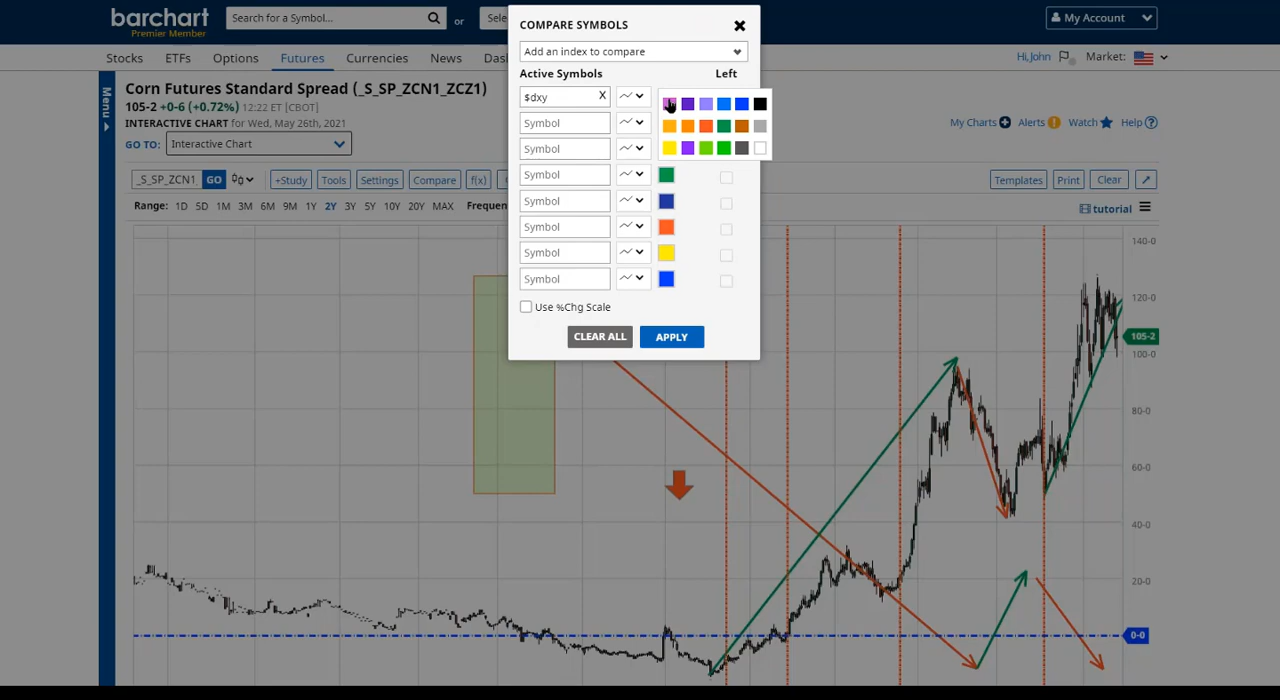 barchart
Premier Member
Search for a Symbol...
or
Sele
My Account
Stocks
ETFs
Options
Futures
Currencies
News
Das
Hi, John
Market:
COMPARE SYMBOLS
Add an index to compare
Active Symbols
Left
$dxy X
Symbol
Symbol
Symbol
Symbol
Symbol
Symbol
Symbol
Use %Chg Scale
CLEAR ALL
APPLY
Menu
Corn Futures Standard Spread (_S_SP_ZCN1_ZCZ1)
105-2 +0-6 (+0.72%) 12:22 ET [CBOT]
INTERACTIVE CHART for Wed, May 26th, 2021
GO TO: Interactive Chart
My Charts
Alerts
Watch
Help
_S_SP_ZCN1 GO
+Study
Tools
Settings
Compare
f(x)
Templates
Print
Clear
Range: 1D 5D 1M 3M 6M 9M 1Y 2Y 3Y 5Y 10Y 20Y MAX
Frequen
tutorial
140-0
120-0
105-2
100-0
80-0
60-0
40-0
20-0
0-0